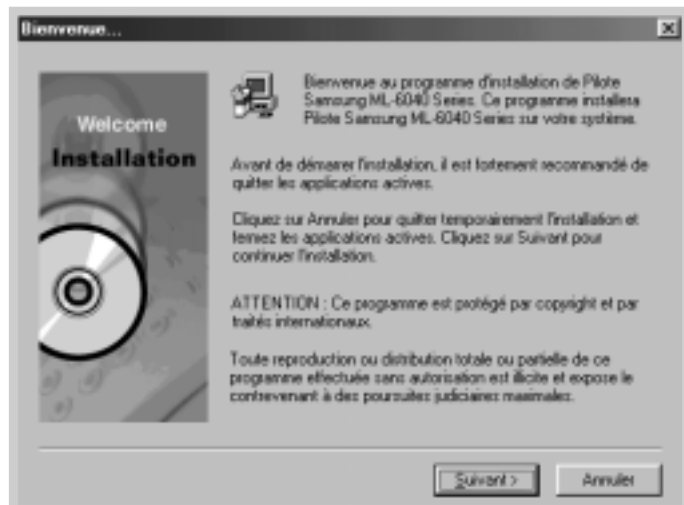 Bienvenue...
Welcome
Installation
Bienvenue au programme d'installation de Pilote
Samsung ML-6040 Series. Ce programme installera
Pilote Samsung ML-6040 Series sur votre système.
Avant de démarrer l'installation, il est fortement recommandé de
quitter les applications actives.
Cliquez sur Annuler pour quitter temporairement l'installation et
fermez les applications actives. Cliquez sur Suivant pour
continuer l'installation.
ATTENTION : Ce programme est protégé par copyright et par
traités internationaux.
Toute reproduction ou distribution totale ou partielle de ce
programme effectuée sans autorisation est illicite et expose le
contrevenant à des poursuites judiciaires maximales.
Suivant >
Annuler